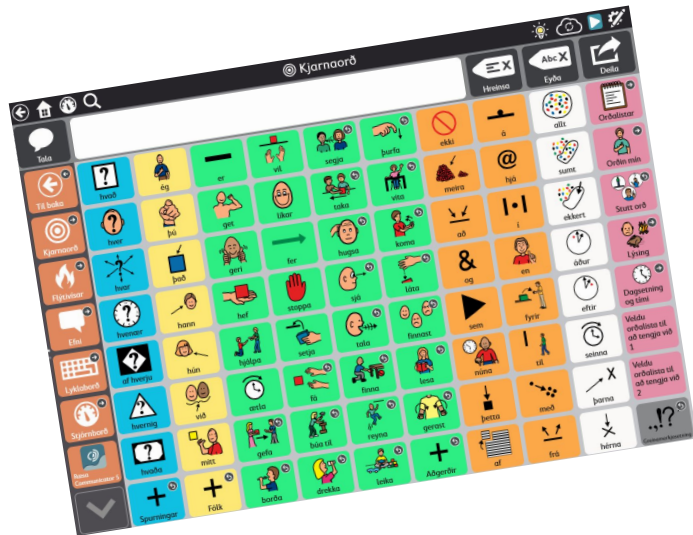 Kjarnaorð
X
Hreinsa
Abc X
Eyða
Deila
Tala
hvað
ég
er
vil
segja
þurfa
ekki
á
allt
Orðalistar
Til baka
?
hver
þú
get
líkar
taka
vita
meira
@
hjá
sumt
Orðin mín
Kjarnaorð
hvar
það
geri
fer
hugsa
koma
að
í
ekkert
Stutt orð
Flýtivísar
hvenær
hann
hef
stoppa
sjá
láta
&
og
en
áður
Lýsing
Efni
af hverju
hún
hjálpa
setja
tala
finnast
sem
fyrir
eftir
Dagsetning
og tími
Lyklaborð
hvernig
við
ætla
fá
finna
lesa
núna
til
seinna
Veldu
orðalista til
að tengja við
1
Stjórnborð
hvaða
mitt
gefa
búa til
reyna
gerast
þetta
með
X
þarna
Veldu
orðalista til
að tengja við
2
Communicator 5
+
Spurningar
+
Fólk
borða
drekka
leika
+
Aðgerðir
af
frá
X
hérna
.,!?